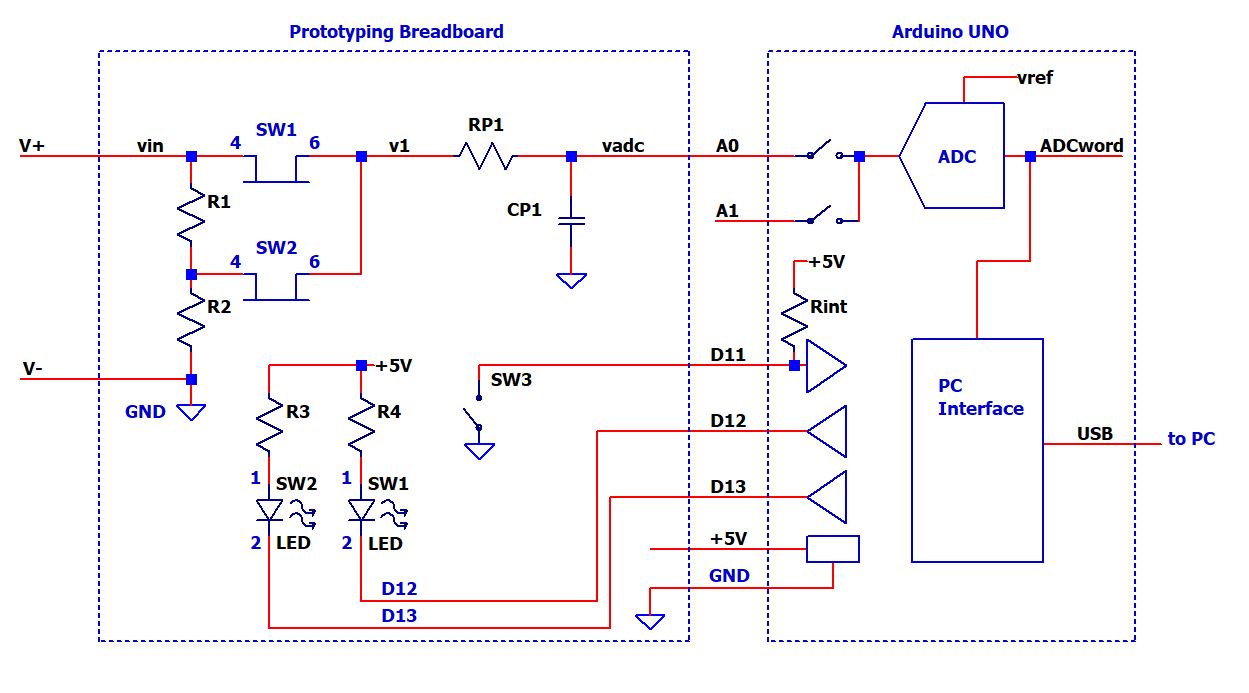 Prototyping Breadboard
Arduino UNO
vref
V+
vin
4
SW1
6
v1
RP1
vadc
A0
ADC
ADCword
R1
CP1
A1
SW2
4
6
+5V
R2
Rint
V-
+5V
SW3
D11
GND
R3
R4
PC
Interface
D12
USB
to PC
1
SW2
1
SW1
D13
2
LED
2
LED
+5V
D12
GND
D13